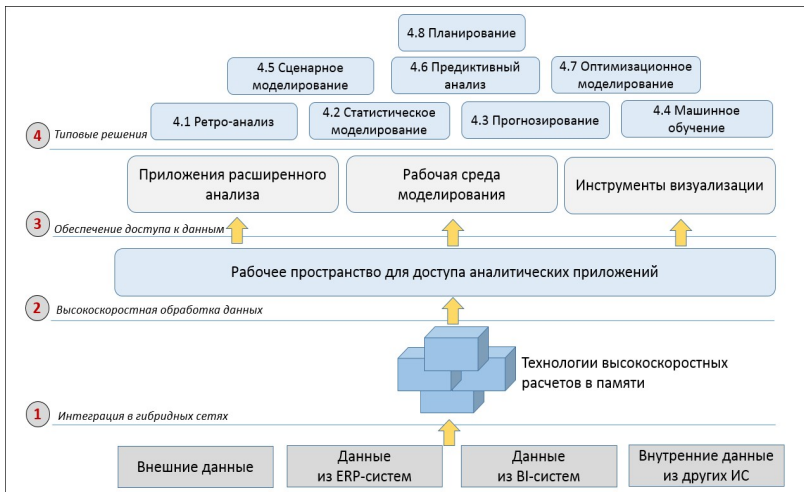 4.8 Планирование
4.5 Сценарное
моделирование
4.6 Предиктивный
анализ
4.7 Оптимизационное
моделирование
4.1 Ретро-анализ
4.2 Статистическое
моделирование
4.3 Прогнозирование
4.4 Машинное
обучение
4 Типовые решения
Приложения расширенного
анализа
Рабочая среда
моделирования
Инструменты визуализации
3 Обеспечение доступа к данным
Рабочее пространство для доступа аналитических приложений
2 Высокоскоростная обработка данных
Технологии высокоскоростных
расчетов в памяти
1 Интеграция в гибридных сетях
Внешние данные
Данные
из ERP-систем
Данные
из BI-систем
Внутренние данные
из других ИС